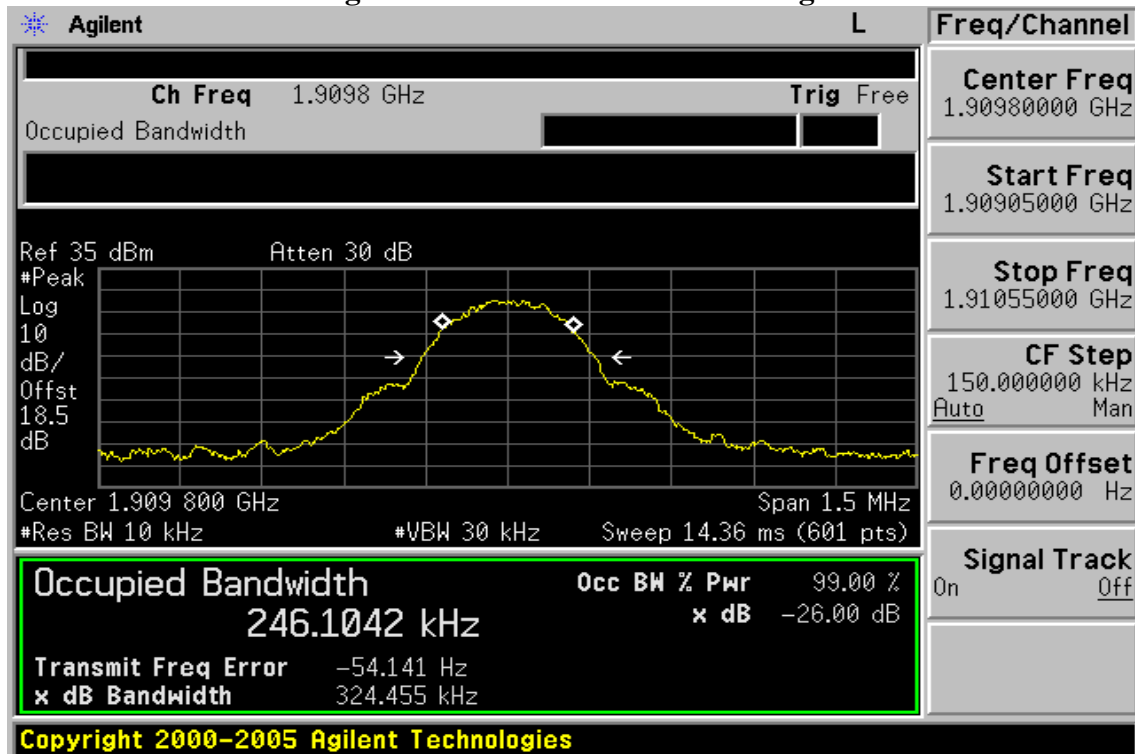 Agilent L Freq/Channel
Ch Freq 1.9098 GHz Trig Free
Occupied Bandwidth
Center Freq
1.90980000 GHz
Start Freq
1.90905000 GHz
Stop Freq
1.91055000 GHz
CF Step
150.000000 kHz
Auto Man
Freq Offset
0.00000000 Hz
Signal Track
On Off
Ref 35 dBm Atten 30 dB
#Peak
Log
10
dB/
Offst
18.5
dB
Center 1.909 800 GHz Span 1.5 MHz
#Res BW 10 kHz #VBW 30 kHz Sweep 14.36 ms (601 pts)
Occupied Bandwidth Occ BW % Pwr 99.00 %
246.1042 kHz x dB -26.00 dB
Transmit Freq Error -54.141 Hz
x dB Bandwidth 324.455 kHz
Copyright 2000-2005 Agilent Technologies